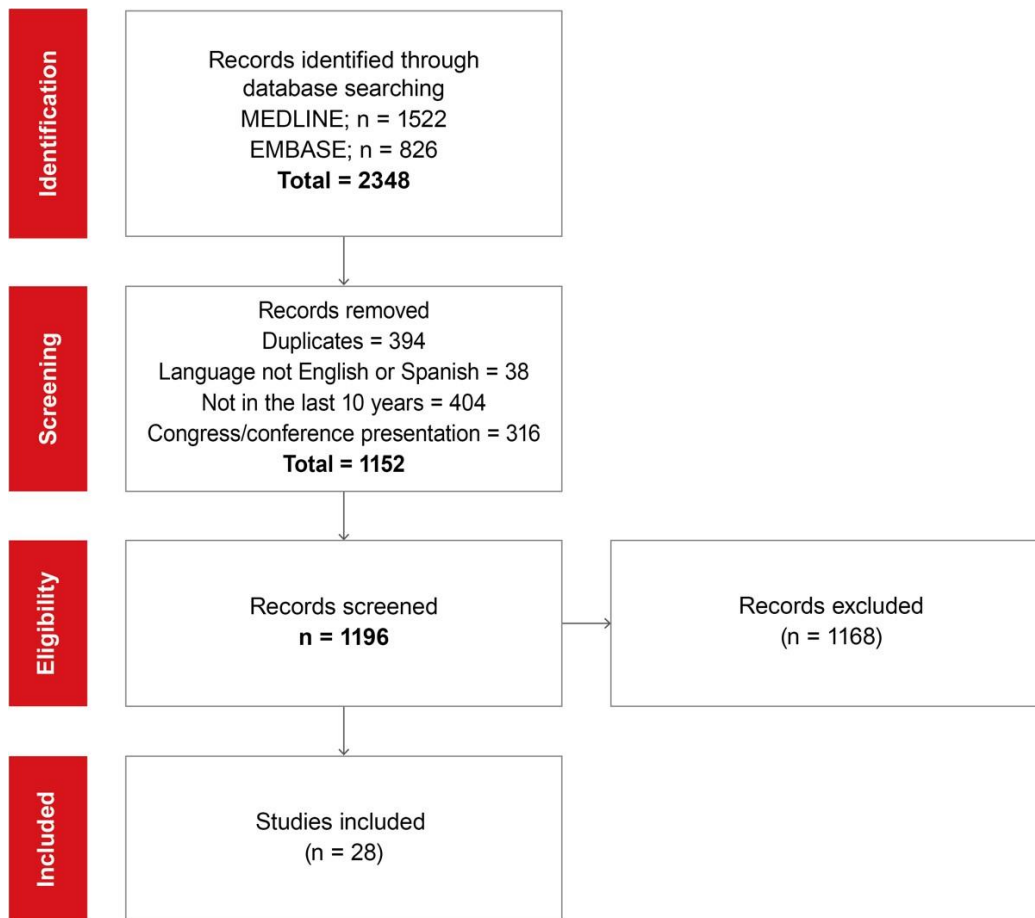 Identification
Records identified through
database searching
MEDLINE; n = 1522
EMBASE; n = 826
Total = 2348
Screening
Records removed
Duplicates = 394
Language not English or Spanish = 38
Not in the last 10 years = 404
Congress/conference presentation = 316
Total = 1152
Eligibility
Records screened
n = 1196
Records excluded
(n = 1168)
Included
Studies included
(n = 28)